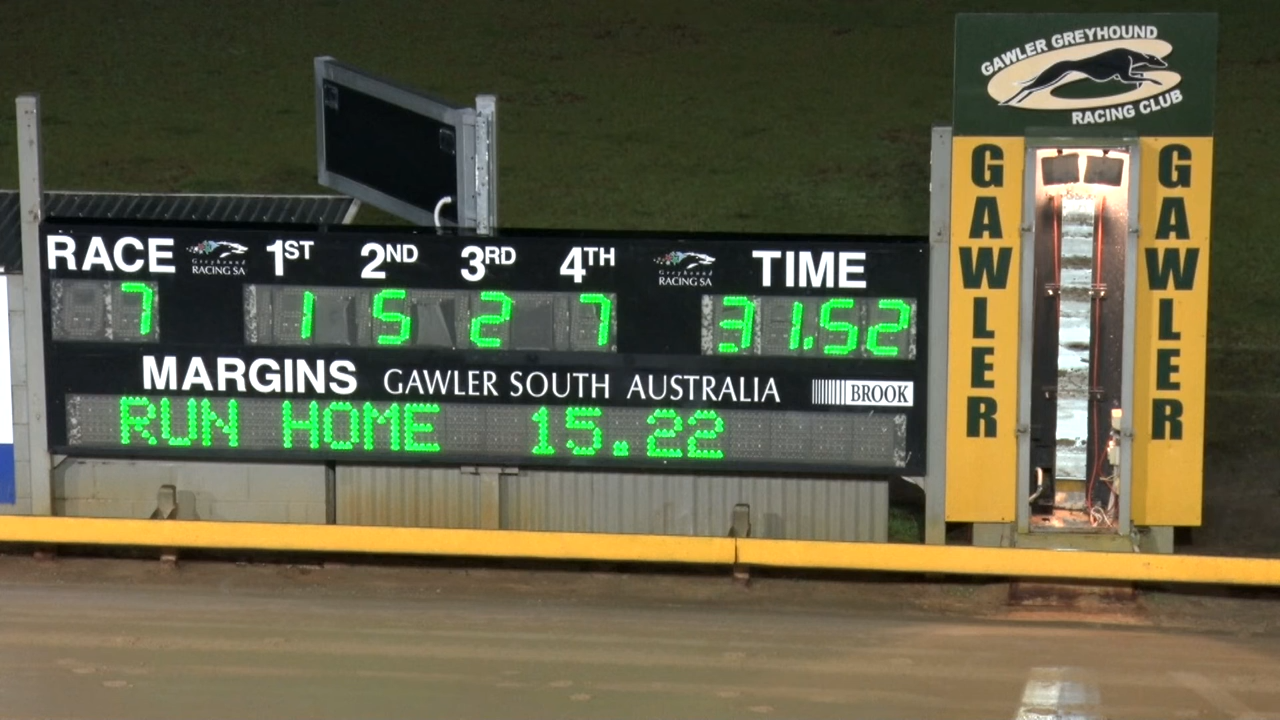 GAWLER GREYHOUND
RACING CLUB
RACE 1ST 2ND 3RD 4TH TIME
Greyhound RACING SA
Greyhound RACING SA
7 1 5 2 7 31.52
MARGINS GAWLER SOUTH AUSTRALIA BROOK
RUN HOME 15.22
GAWLER
GAWLER